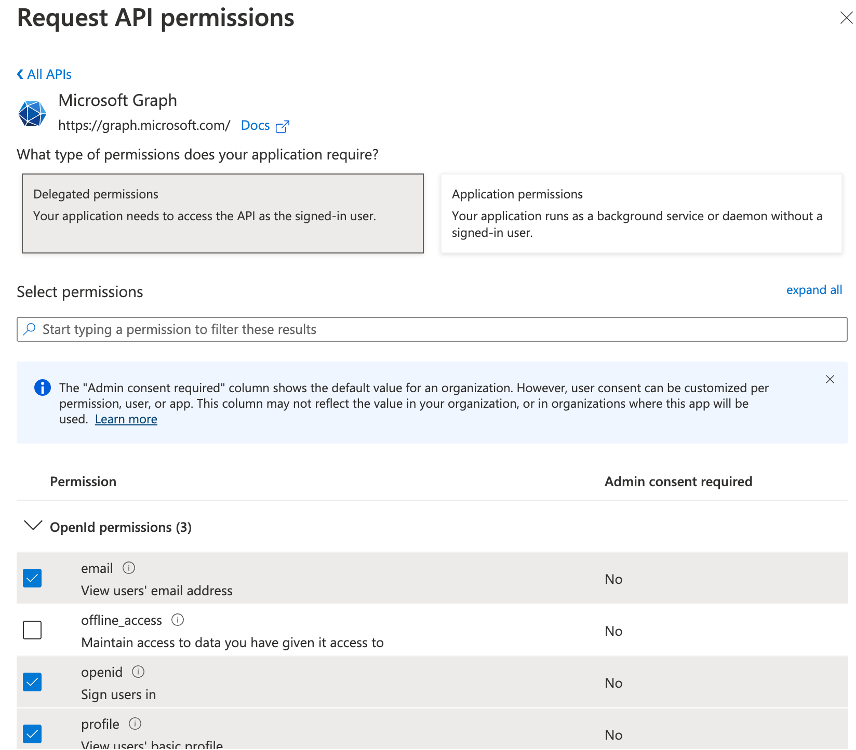 Request API permissions
All APIs
Microsoft Graph
https://graph.microsoft.com/ Docs
What type of permissions does your application require?
Delegated permissions
Your application needs to access the API as the signed-in user.
Application permissions
Your application runs as a background service or daemon without a
signed-in user.
Select permissions
expand all
Start typing a permission to filter these results
The "Admin consent required" column shows the default value for an organization. However, user consent can be customized per
permission, user, or app. This column may not reflect the value in your organization, or in organizations where this app will be
used. Learn more
Permission
Admin consent required
OpenId permissions (3)
email
View users' email address
No
offline_access
Maintain access to data you have given it access to
No
openid
Sign users in
No
profile
View users' basic profile
No